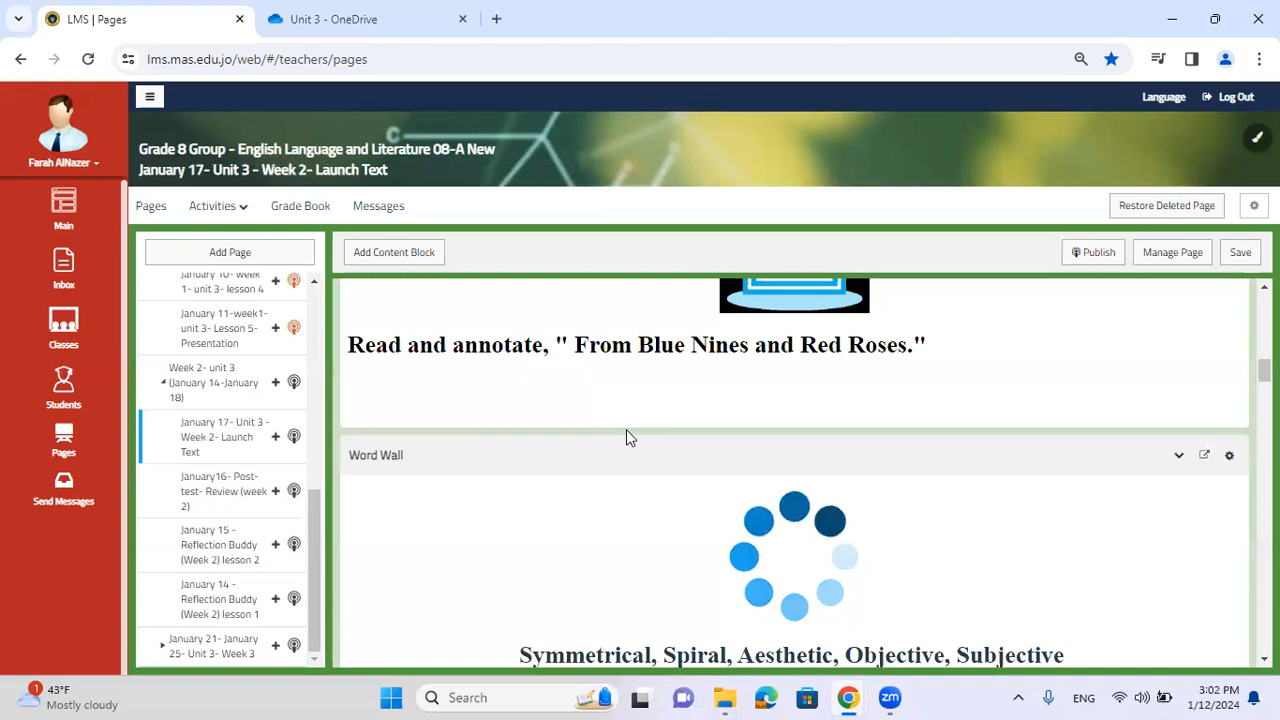 LMS | Pages
Unit 3 - OneDrive
lms.mas.edu.jo/web/#/teachers/pages
Language
Log Out
Farah AlNazer
Grade 8 Group - English Language and Literature 08-A New
January 17- Unit 3 - Week 2- Launch Text
Pages
Activities
Grade Book
Messages
Restore Deleted Page
Main
Inbox
Classes
Students
Pages
Send Messages
Add Page
January 10- week
1- unit 3- lesson 4
January 11-week1-
unit 3- Lesson 5-
Presentation
Week 2- unit 3
(January 14-January
18)
January 17- Unit 3 -
Week 2- Launch
Text
January16- Post-
test- Review (week
2)
January 15 -
Reflection Buddy
(Week 2) lesson 2
January 14 -
Reflection Buddy
(Week 2) lesson 1
January 21- January
25- Unit 3- Week 3
Add Content Block
Publish
Manage Page
Save
Read and annotate, " From Blue Nines and Red Roses."
Word Wall
Symmetrical, Spiral, Aesthetic, Objective, Subjective
1
43°F
Mostly cloudy
Search
zm
ENG
3:02 PM
1/12/2024